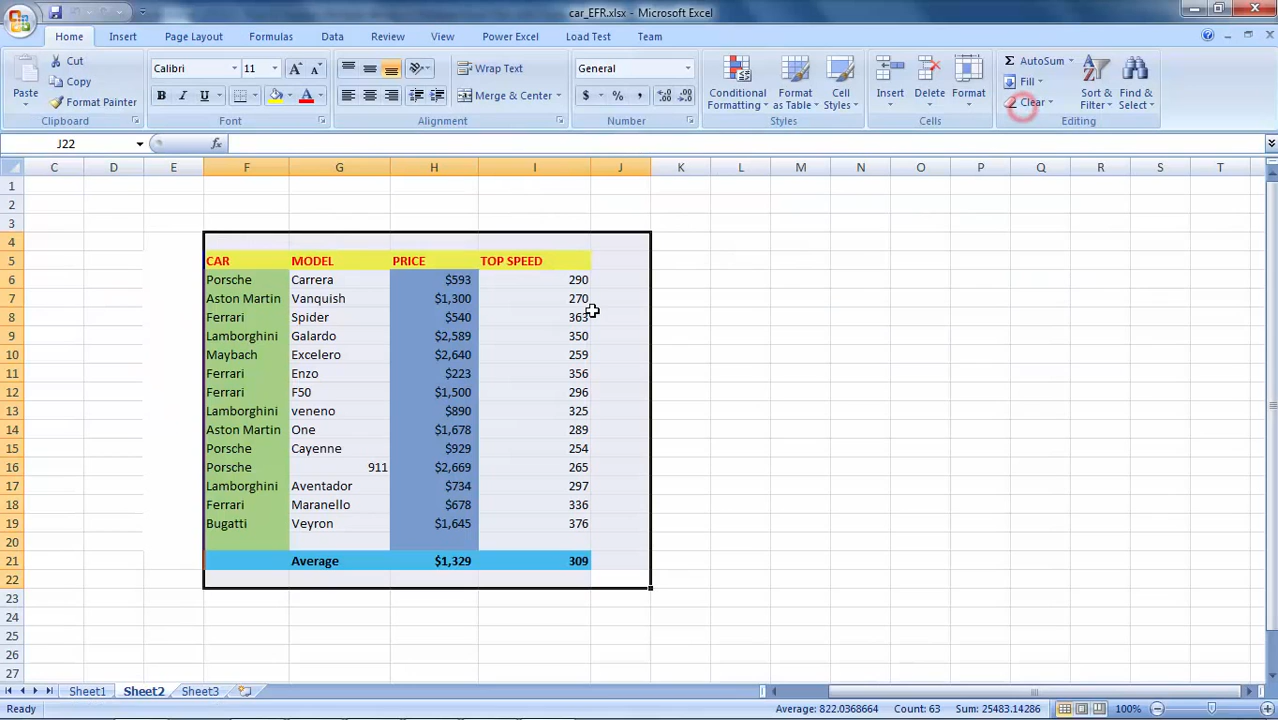 car_EFR.xlsx - Microsoft Excel
Home Insert Page Layout Formulas Data Review View Power Excel Load Test Team
Paste Cut Copy Format Painter Clipboard
Calibri 11 A A B I U A Font
Wrap Text Merge & Center Alignment
General $ % , .0 .00 .00 .0 Number
Conditional Formatting Format as Table Cell Styles Styles
Insert Delete Format Cells
Σ AutoSum Fill Clear Sort & Filter Find & Select Editing
J22 fx
C D E F G H I J K L M N O P Q R S T
1
2
3
4
5 CAR MODEL PRICE TOP SPEED
6 Porsche Carrera $593 290
7 Aston Martin Vanquish $1,300 270
8 Ferrari Spider $540 363
9 Lamborghini Galardo $2,589 350
10 Maybach Excelero $2,640 259
11 Ferrari Enzo $223 356
12 Ferrari F50 $1,500 296
13 Lamborghini veneno $890 325
14 Aston Martin One $1,678 289
15 Porsche Cayenne $929 254
16 Porsche 911 $2,669 265
17 Lamborghini Aventador $734 297
18 Ferrari Maranello $678 336
19 Bugatti Veyron $1,645 376
20
21 Average $1,329 309
22
23
24
25
26
27
Sheet1 Sheet2 Sheet3
Ready Average: 822.0368664 Count: 63 Sum: 25483.14286 100%